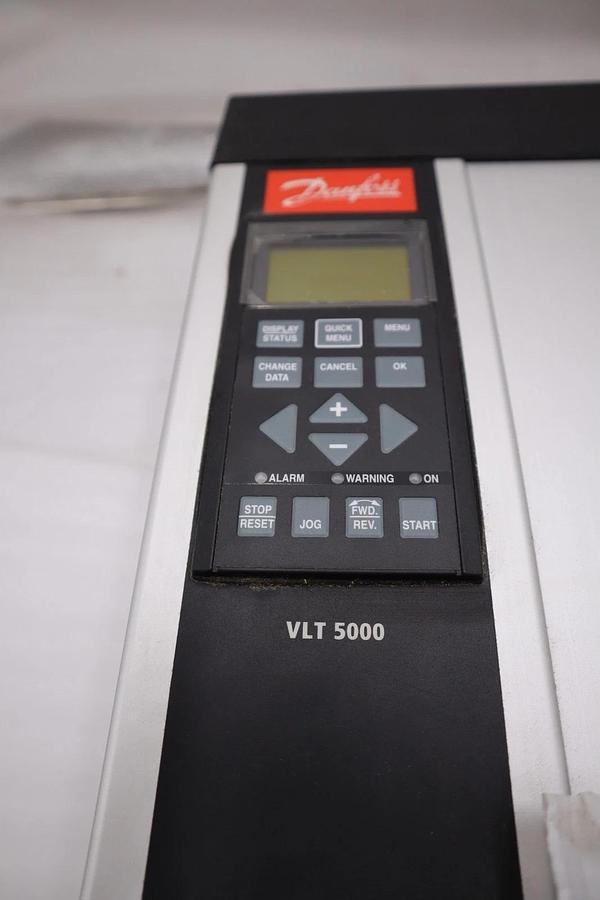 Danfoss
DISPLAY
STATUS
QUICK
MENU
MENU
CHANGE
DATA
CANCEL
OK
+
−
ALARM
WARNING
ON
STOP
RESET
JOG
FWD.
REV.
START
VLT 5000